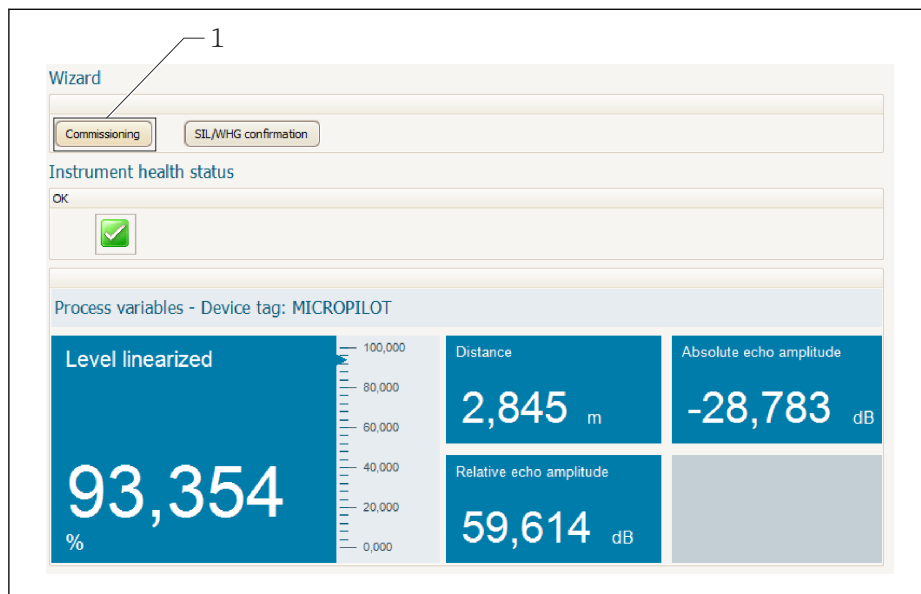 1
Wizard
Commissioning
SIL/WHG confirmation
Instrument health status
OK
Process variables - Device tag: MICROPILOT
Level linearized
93,354
%
100,000
80,000
60,000
40,000
20,000
0,000
Distance
2,845 m
Absolute echo amplitude
-28,783 dB
Relative echo amplitude
59,614 dB